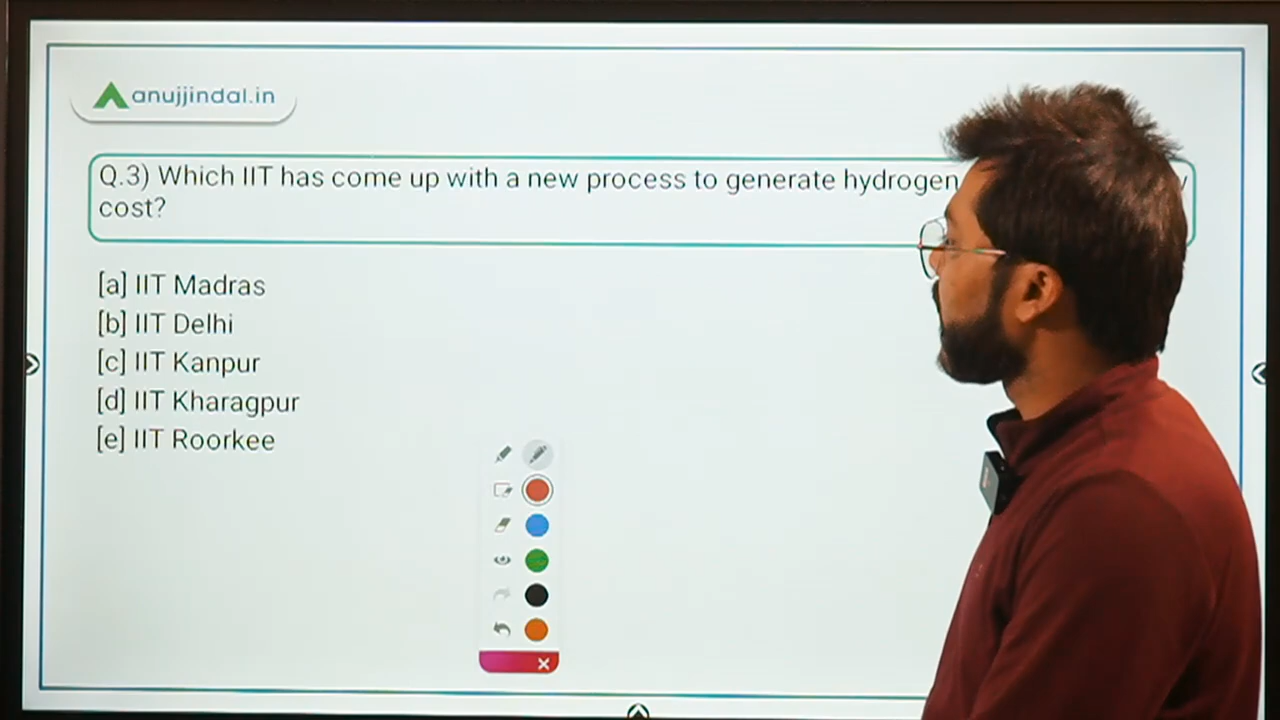 anujjindal.in
Q.3) Which IIT has come up with a new process to generate hydrogen
cost?
[a] IIT Madras
[b] IIT Delhi
[c] IIT Kanpur
[d] IIT Kharagpur
[e] IIT Roorkee